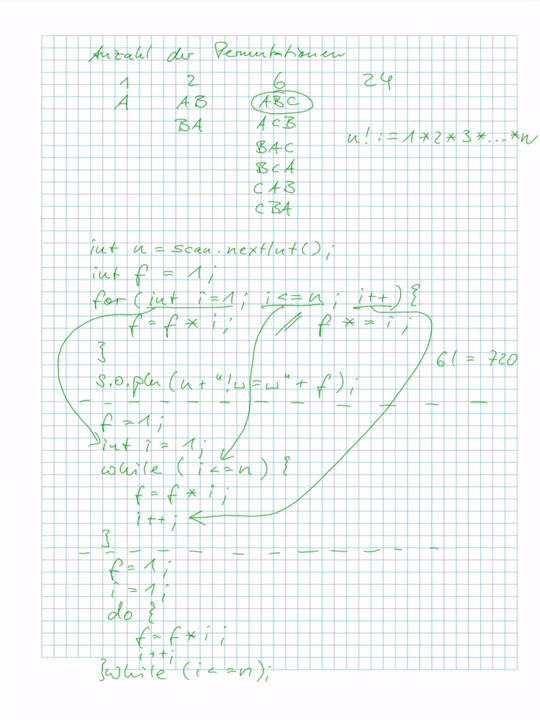 Anzahl der Permutationen
1 2 6 24
A AB ABC
BA ACB
BAC n! := 1*2*3*...*n
BCA
CAB
CBA
int n = scan.nextInt();
int f = 1;
for (int i=1; i<=n; i++) {
f = f * i; // f *= i;
}
6! = 720
s.o.pln(n + "!␣=␣" + f);
f = 1;
int i = 1;
while (i<=n) {
f = f * i;
i++;
}
f = 1;
i = 1;
do {
f = f * i;
i++;
}while (i<=n);